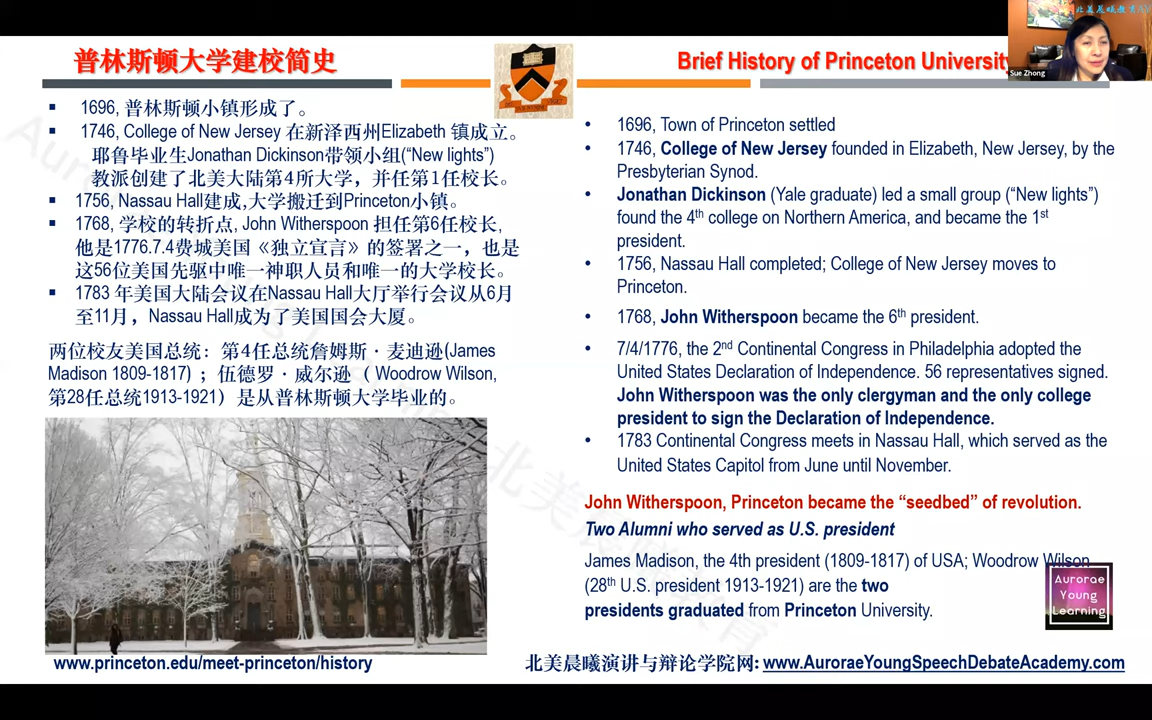 普林斯顿大学建校简史
▪ 1696, 普林斯顿小镇形成了。
▪ 1746, College of New Jersey 在新泽西州Elizabeth 镇成立。
耶鲁毕业生Jonathan Dickinson带领小组(“New lights”)
教派创建了北美大陆第4所大学，并任第1任校长。
▪ 1756, Nassau Hall建成,大学搬迁到Princeton小镇。
▪ 1768, 学校的转折点, John Witherspoon 担任第6任校长,
他是1776.7.4费城美国《独立宣言》的签署之一，也是
这56位美国先驱中唯一神职人员和唯一的大学校长。
▪ 1783 年美国大陆会议在Nassau Hall大厅举行会议从6月
至11月，Nassau Hall成为了美国国会大厦。
两位校友美国总统：第4任总统詹姆斯·麦迪逊(James
Madison 1809-1817) ；伍德罗·威尔逊（ Woodrow Wilson,
第28任总统1913-1921）是从普林斯顿大学毕业的。
www.princeton.edu/meet-princeton/history
Brief History of Princeton University
• 1696, Town of Princeton settled
• 1746, College of New Jersey founded in Elizabeth, New Jersey, by the
Presbyterian Synod.
• Jonathan Dickinson (Yale graduate) led a small group (“New lights”)
found the 4th college on Northern America, and became the 1st
president.
• 1756, Nassau Hall completed; College of New Jersey moves to
Princeton.
• 1768, John Witherspoon became the 6th president.
• 7/4/1776, the 2nd Continental Congress in Philadelphia adopted the
United States Declaration of Independence. 56 representatives signed.
John Witherspoon was the only clergyman and the only college
president to sign the Declaration of Independence.
• 1783 Continental Congress meets in Nassau Hall, which served as the
United States Capitol from June until November.
John Witherspoon, Princeton became the “seedbed” of revolution.
Two Alumni who served as U.S. president
James Madison, the 4th president (1809-1817) of USA; Woodrow Wilson
(28th U.S. president 1913-1921) are the two
presidents graduated from Princeton University.
Aurorae
Young
Learning
北美晨曦演讲与辩论学院网: www.AuroraeYoungSpeechDebateAcademy.com
北美晨曦教育
Sue Zhong